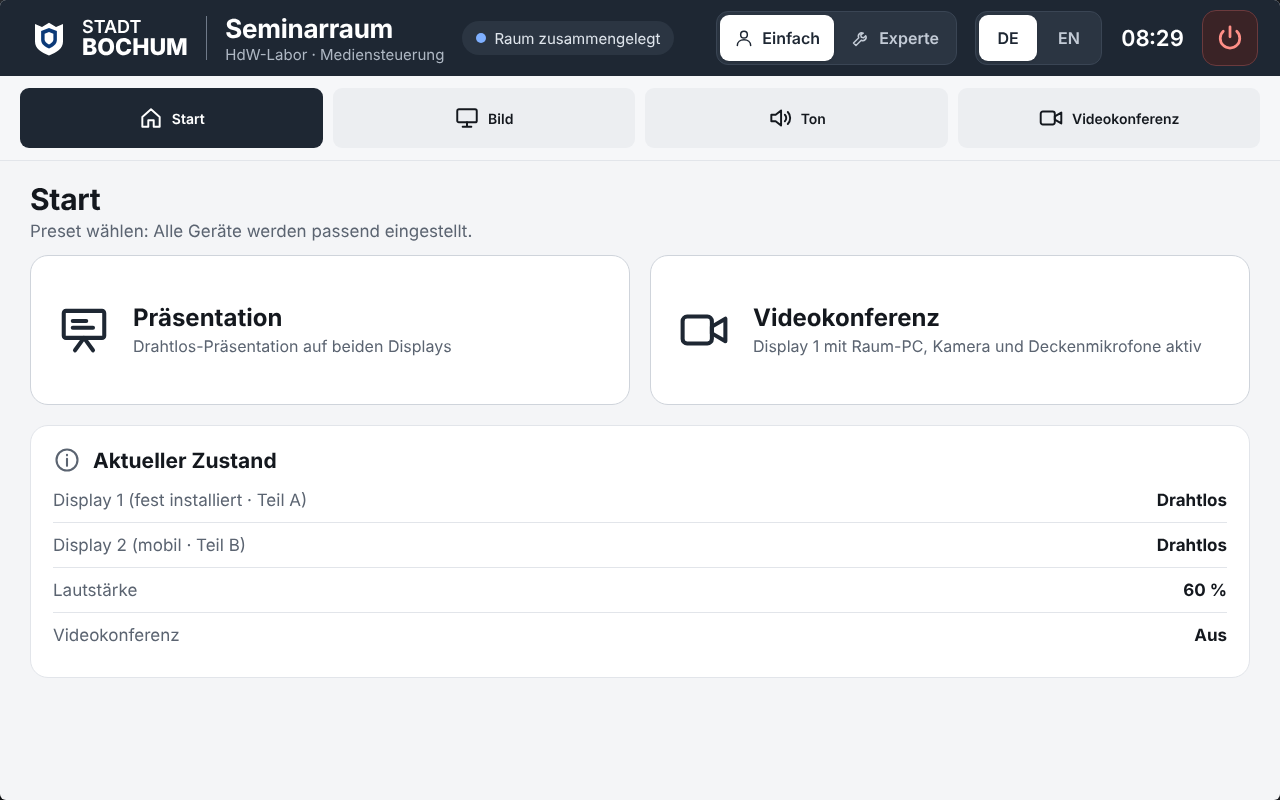 STADT
BOCHUM
Seminarraum
HdW-Labor · Mediensteuerung
Raum zusammengelegt
Einfach
Experte
DE
EN
08:29
Start
Bild
Ton
Videokonferenz
Start
Preset wählen: Alle Geräte werden passend eingestellt.
Präsentation
Drahtlos-Präsentation auf beiden Displays
Videokonferenz
Display 1 mit Raum-PC, Kamera und Deckenmikrofone aktiv
Aktueller Zustand
Display 1 (fest installiert · Teil A) Drahtlos
Display 2 (mobil · Teil B) Drahtlos
Lautstärke 60 %
Videokonferenz Aus